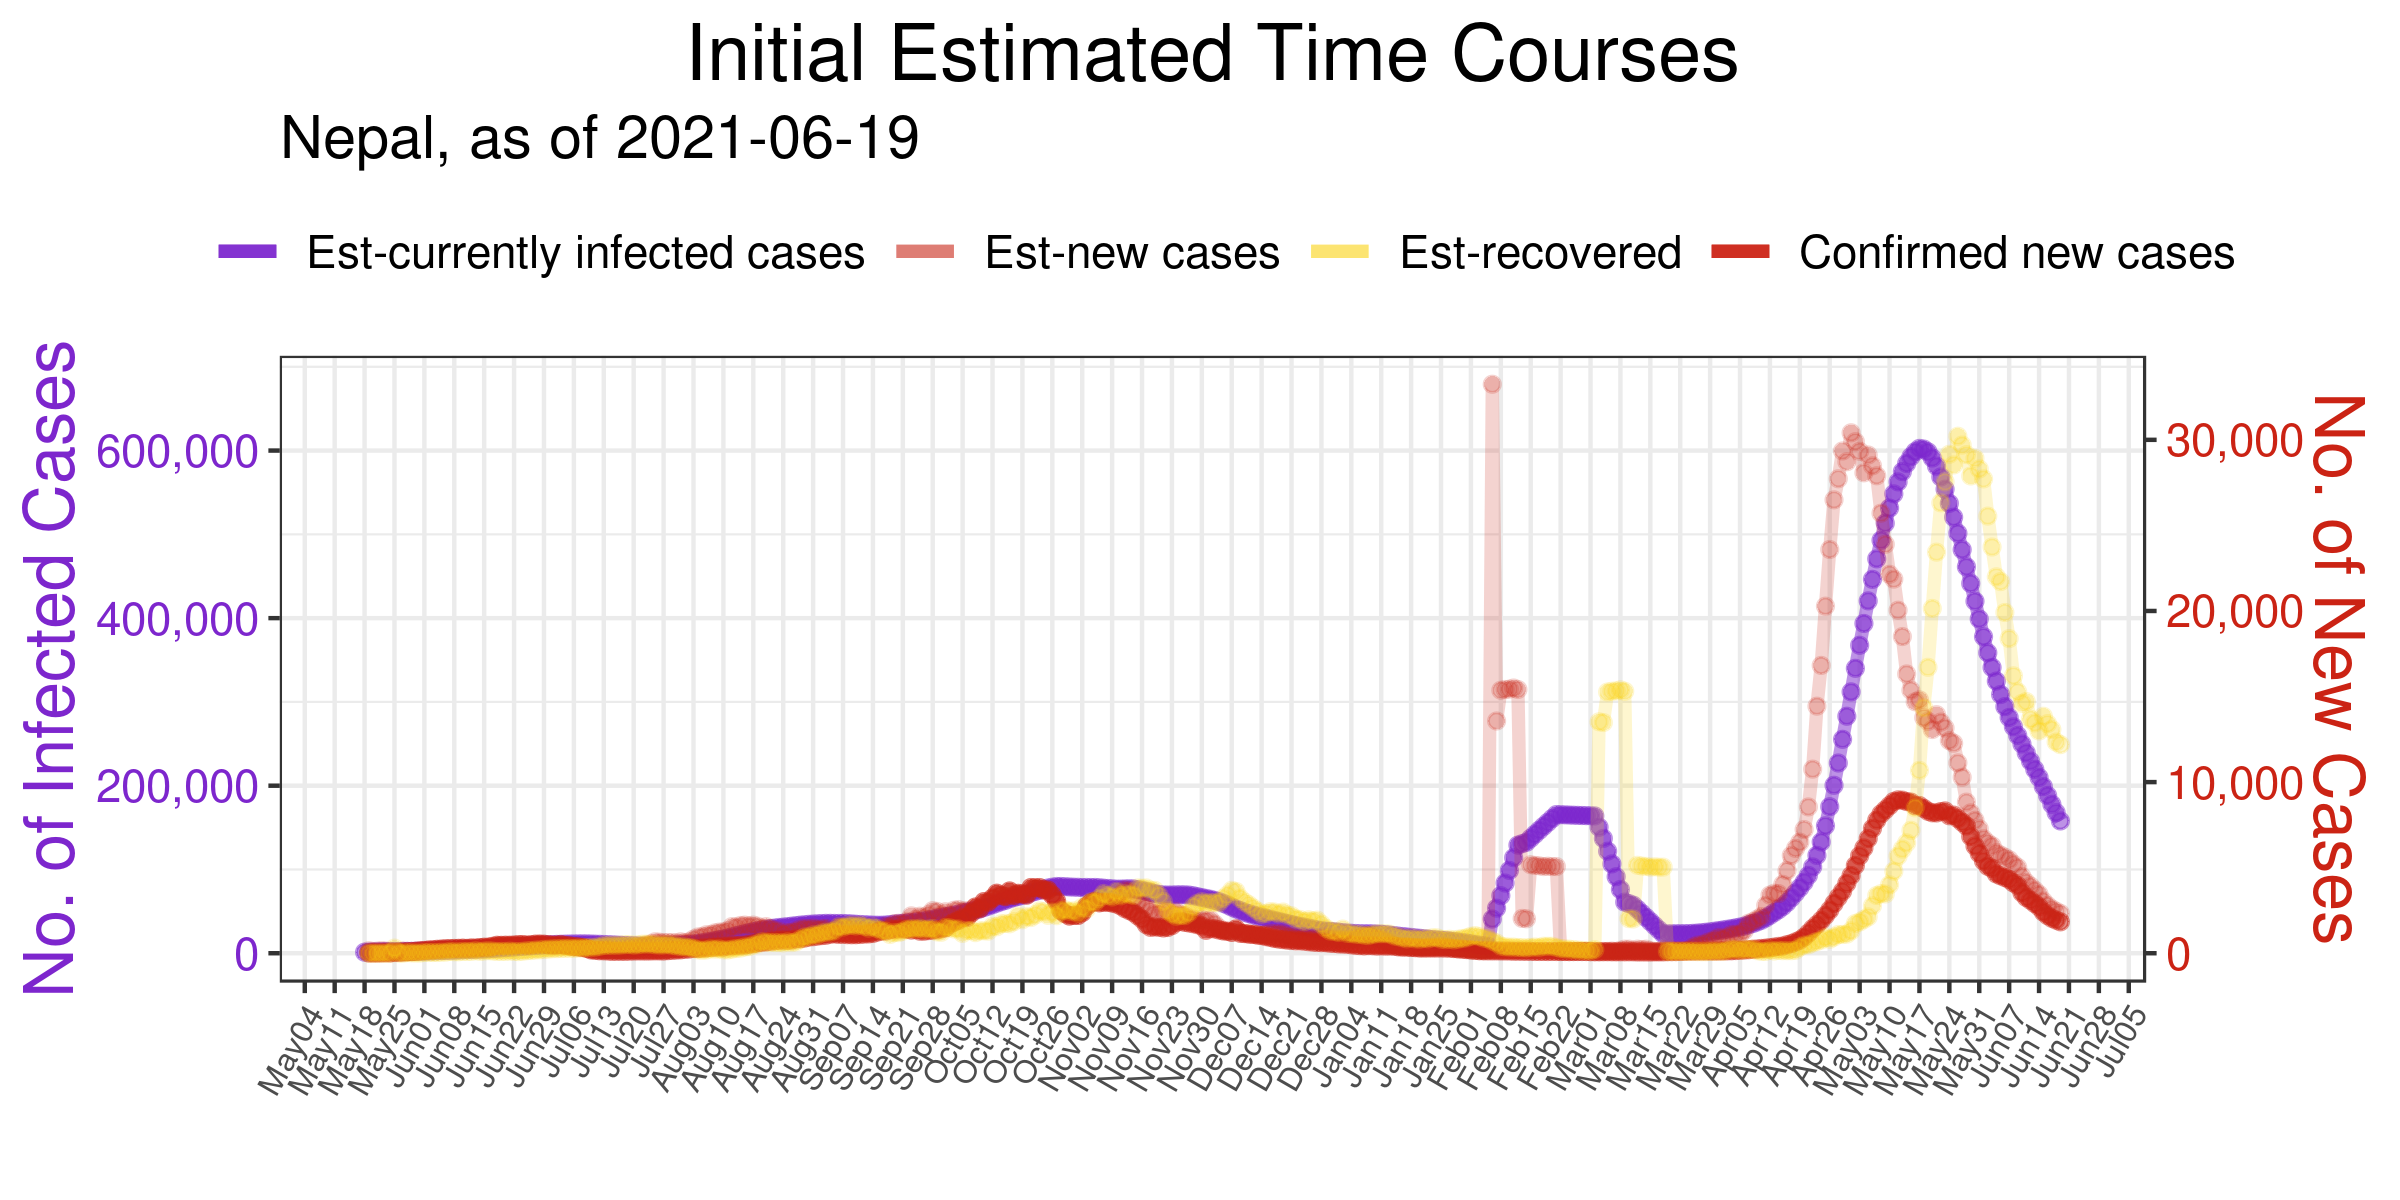 Initial Estimated Time Courses
Nepal, as of 2021-06-19
Est-currently infected cases Est-new cases Est-recovered Confirmed new cases
No. of Infected Cases
600,000
400,000
200,000
0
30,000
20,000
10,000
0
No. of New Cases
May04
May11
May18
May25
Jun01
Jun08
Jun15
Jun22
Jun29
Jul06
Jul13
Jul20
Jul27
Aug03
Aug10
Aug17
Aug24
Aug31
Sep07
Sep14
Sep21
Sep28
Oct05
Oct12
Oct19
Oct26
Nov02
Nov09
Nov16
Nov23
Nov30
Dec07
Dec14
Dec21
Dec28
Jan04
Jan11
Jan18
Jan25
Feb01
Feb08
Feb15
Feb22
Mar01
Mar08
Mar15
Mar22
Mar29
Apr05
Apr12
Apr19
Apr26
May03
May10
May17
May24
May31
Jun07
Jun14
Jun21
Jun28
Jul05